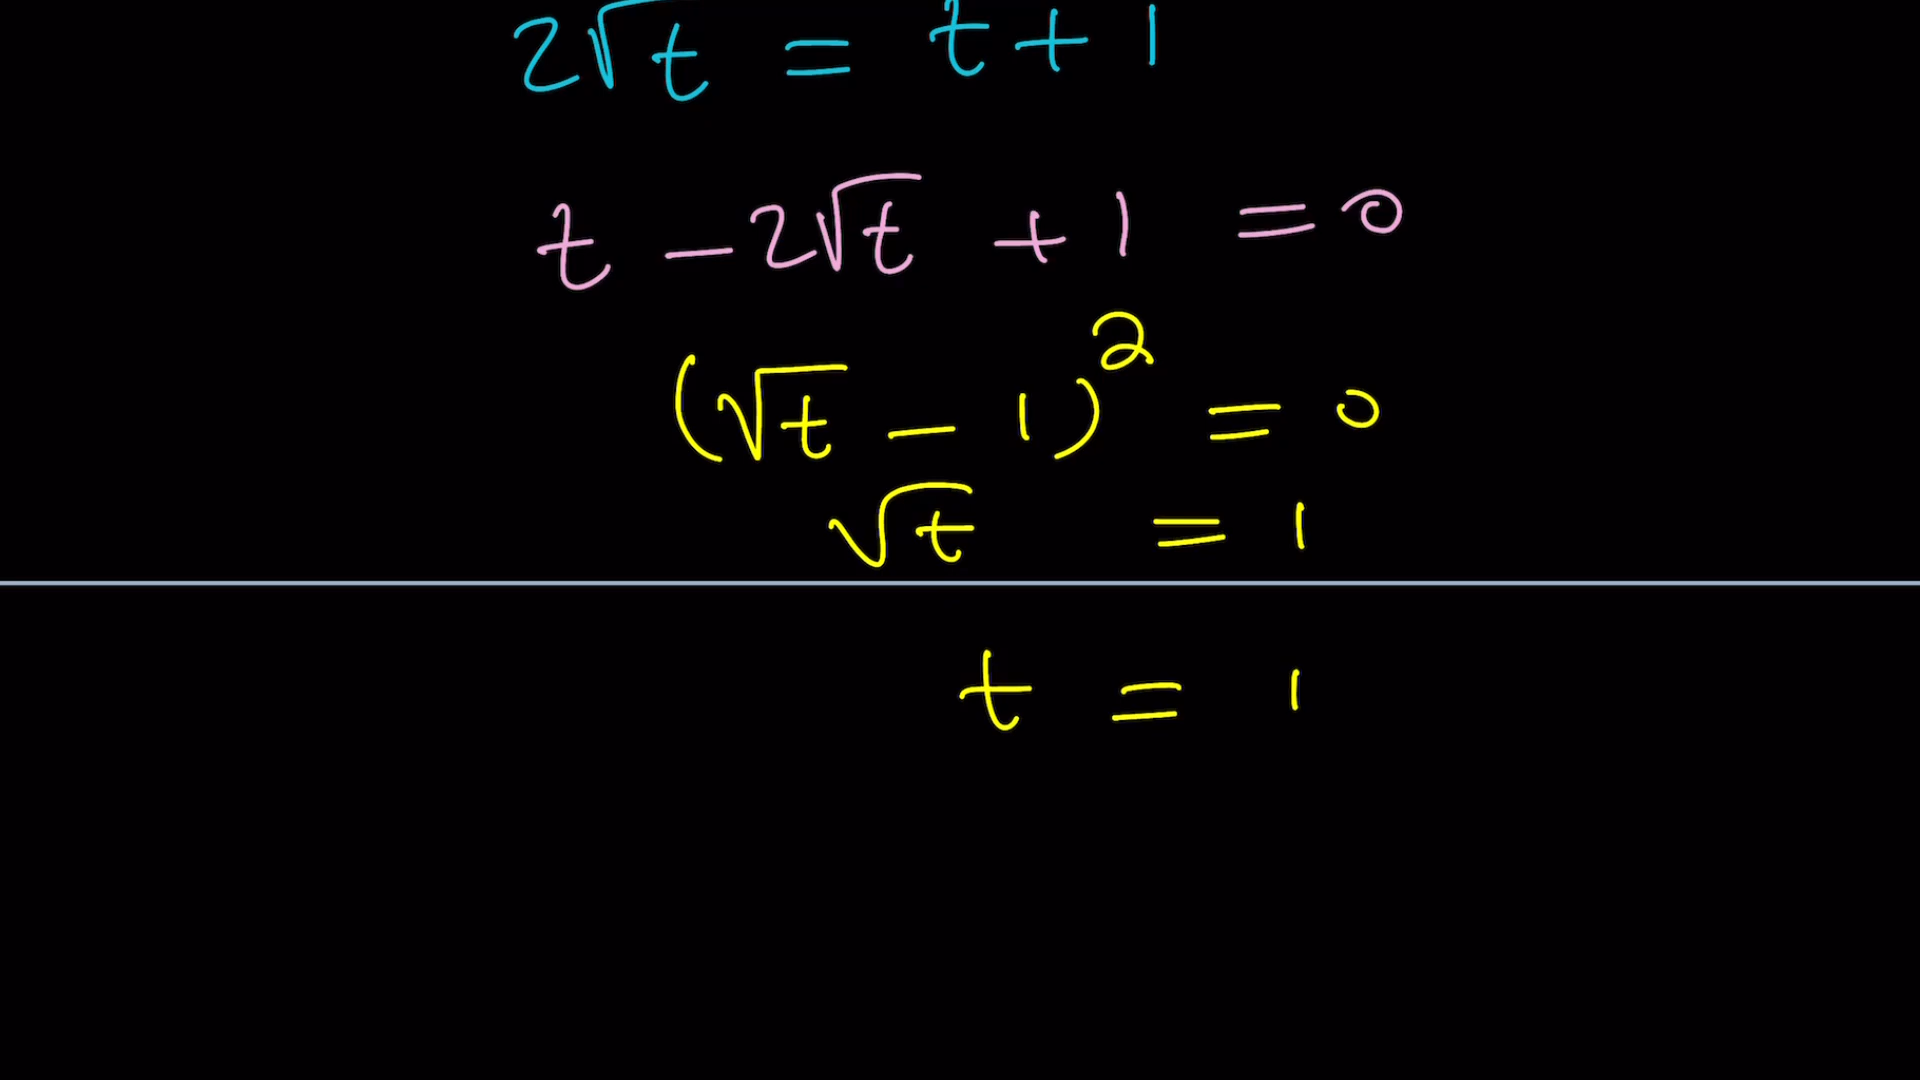 2√t = t + 1
t - 2√t + 1 = 0
(√t - 1)² = 0
√t = 1
t = 1